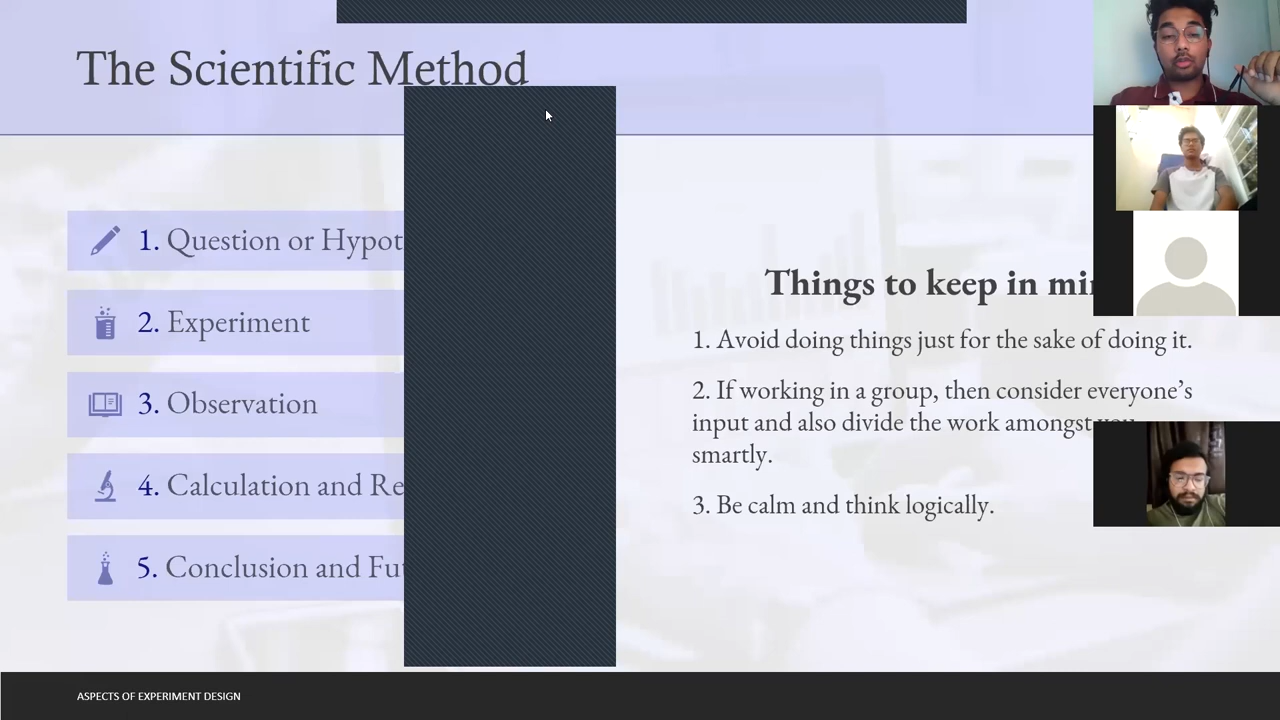 The Scientific Method
1. Question or Hypot
2. Experiment
3. Observation
4. Calculation and Re
5. Conclusion and Fu
Things to keep in mi
1. Avoid doing things just for the sake of doing it.
2. If working in a group, then consider everyone's
input and also divide the work amongst you
smartly.
3. Be calm and think logically.
ASPECTS OF EXPERIMENT DESIGN